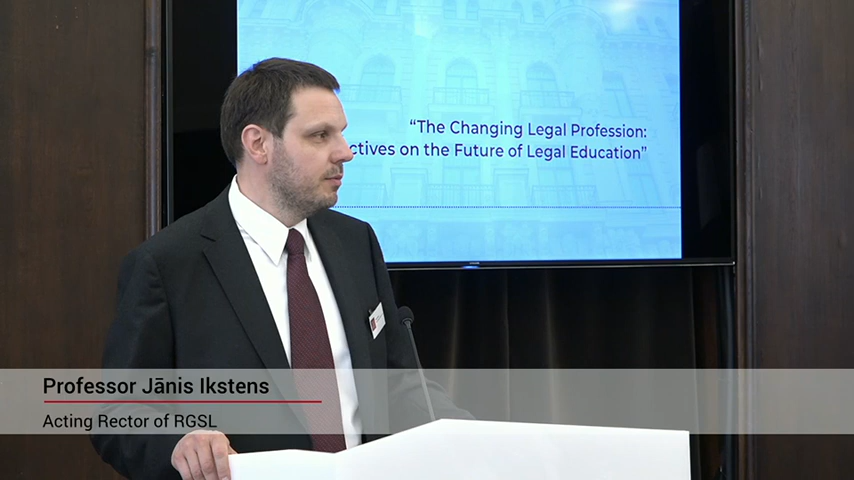 “The Changing Legal Profession:
ctives on the Future of Legal Education”
Professor Jānis Ikstens
Acting Rector of RGSL